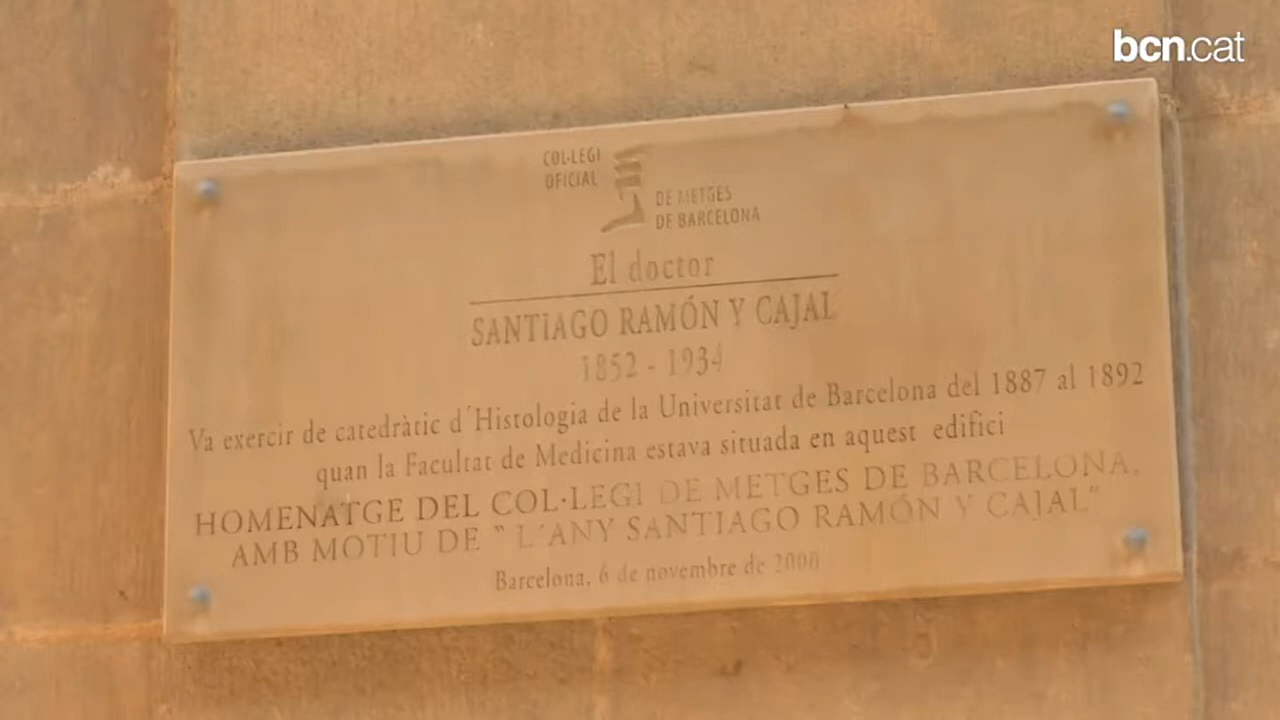 bcn.cat
COL·LEGI
OFICIAL
DE METGES
DE BARCELONA
El doctor
SANTIAGO RAMÓN Y CAJAL
1852 - 1934
Va exercir de catedràtic d´Histologia de la Universitat de Barcelona del 1887 al 1892
quan la Facultat de Medicina estava situada en aquest edifici
HOMENATGE DEL COL·LEGI DE METGES DE BARCELONA,
AMB MOTIU DE " L´ANY SANTIAGO RAMÓN Y CAJAL"
Barcelona, 6 de novembre de 2000